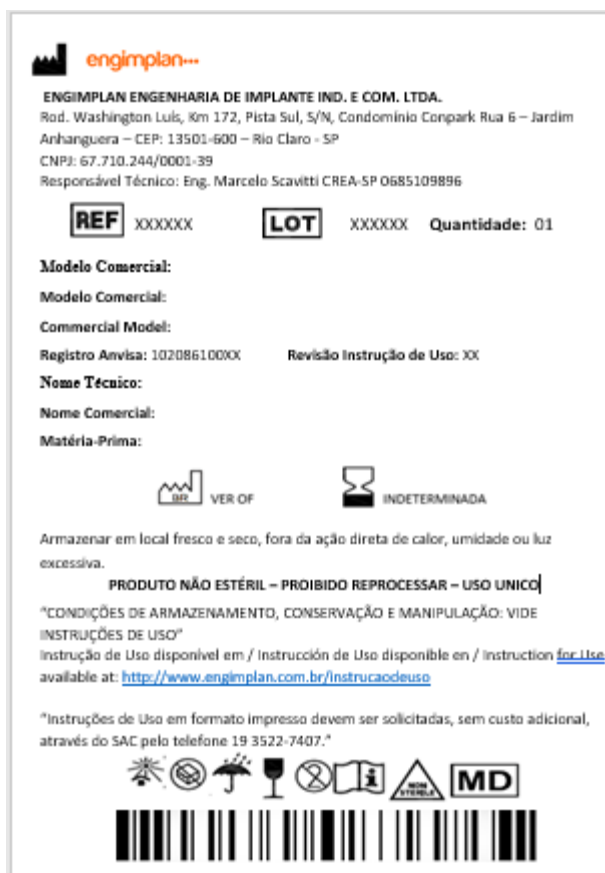 engimplan
ENGIMPLAN ENGENHARIA DE IMPLANTE IND. E COM. LTDA.
Rod. Washington Luís, Km 172, Pista Sul, S/N, Condomínio Conpark Rua 6 – Jardim
Anhanguera – CEP: 13501-600 – Rio Claro - SP
CNPJ: 67.710.244/0001-39
Responsável Técnico: Eng. Marcelo Scavitti CREA-SP 0685109896
REF XXXXXX LOT XXXXXX Quantidade: 01
Modelo Comercial:
Modelo Comercial:
Commercial Model:
Registro Anvisa: 102086100XX Revisão Instrução de Uso: XX
Nome Técnico:
Nome Comercial:
Matéria-Prima:
BR VER OF INDETERMINADA
Armazenar em local fresco e seco, fora da ação direta de calor, umidade ou luz
excessiva.
PRODUTO NÃO ESTÉRIL – PROIBIDO REPROCESSAR – USO UNICO
"CONDIÇÕES DE ARMAZENAMENTO, CONSERVAÇÃO E MANIPULAÇÃO: VIDE
INSTRUÇÕES DE USO"
Instrução de Uso disponível em / Instrucción de Uso disponible en / Instruction for Use
available at: http://www.engimplan.com.br/instrucaodeuso
"Instruções de Uso em formato impresso devem ser solicitadas, sem custo adicional,
através do SAC pelo telefone 19 3522-7407."
2 i NON STERILE MD